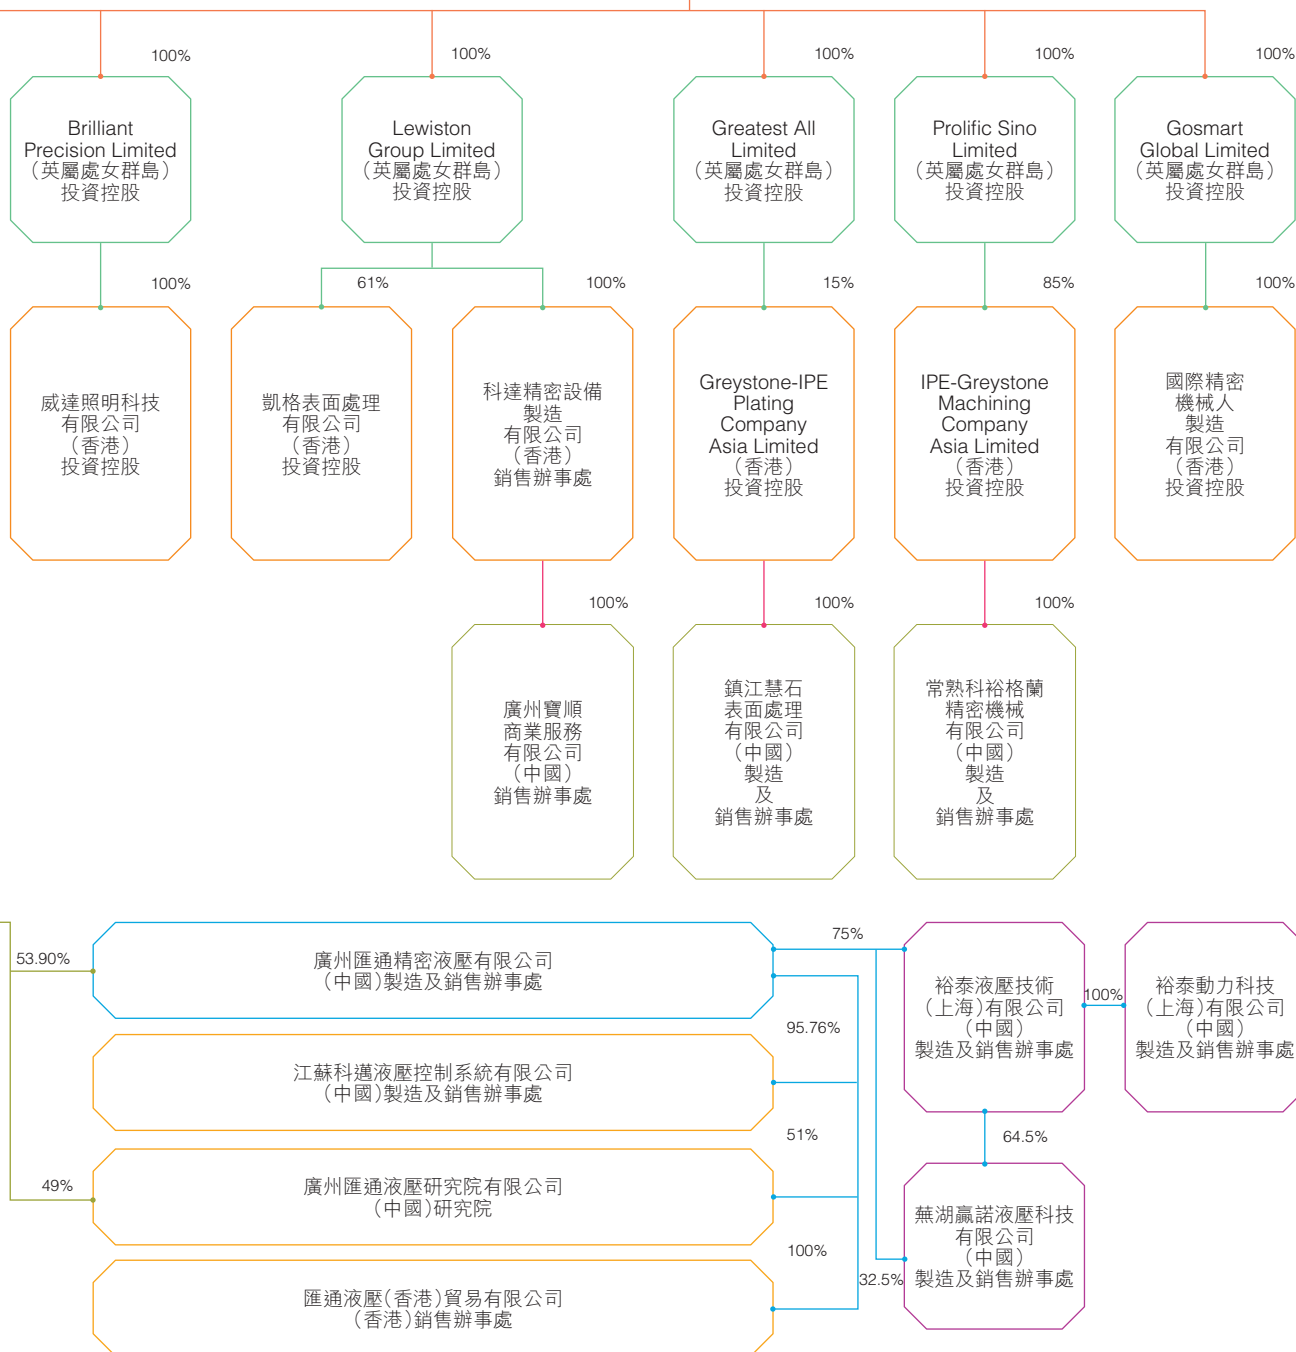 100%
100%
100%
100%
100%
Brilliant
Precision Limited
（英屬處女群島）
投資控股
Lewiston
Group Limited
（英屬處女群島）
投資控股
Greatest All
Limited
（英屬處女群島）
投資控股
Prolific Sino
Limited
（英屬處女群島）
投資控股
Gosmart
Global Limited
（英屬處女群島）
投資控股
100%
61%
100%
15%
85%
100%
威達照明科技
有限公司
（香港）
投資控股
凱格表面處理
有限公司
（香港）
投資控股
科達精密設備
製造
有限公司
（香港）
銷售辦事處
Greystone-IPE
Plating
Company
Asia Limited
（香港）
投資控股
IPE-Greystone
Machining
Company
Asia Limited
（香港）
投資控股
國際精密
機械人
製造
有限公司
（香港）
投資控股
100%
100%
100%
廣州寶順
商業服務
有限公司
（中國）
銷售辦事處
鎮江慧石
表面處理
有限公司
（中國）
製造
及
銷售辦事處
常熟科裕格蘭
精密機械
有限公司
（中國）
製造
及
銷售辦事處
53.90%
廣州匯通精密液壓有限公司
（中國）製造及銷售辦事處
75%
裕泰液壓技術
（上海）有限公司
（中國）
製造及銷售辦事處
100%
裕泰動力科技
（上海）有限公司
（中國）
製造及銷售辦事處
95.76%
江蘇科邁液壓控制系統有限公司
（中國）製造及銷售辦事處
51%
64.5%
49%
廣州匯通液壓研究院有限公司
（中國）研究院
蕪湖贏諾液壓科技
有限公司
（中國）
製造及銷售辦事處
100%
32.5%
匯通液壓（香港）貿易有限公司
（香港）銷售辦事處